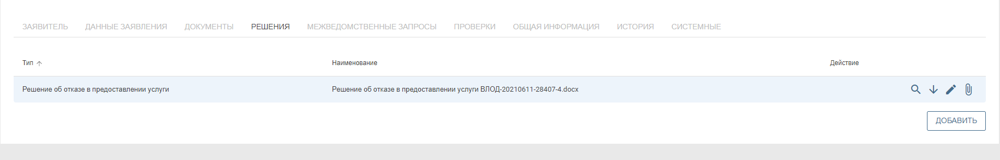 ЗАЯВИТЕЛЬ ДАННЫЕ ЗАЯВЛЕНИЯ ДОКУМЕНТЫ РЕШЕНИЯ МЕЖВЕДОМСТВЕННЫЕ ЗАПРОСЫ ПРОВЕРКИ ОБЩАЯ ИНФОРМАЦИЯ ИСТОРИЯ СИСТЕМНЫЕ
Тип Наименование Действие
Решение об отказе в предоставлении услуги Решение об отказе в предоставлении услуги ВЛОД-20210611-28407-4.docx
ДОБАВИТЬ